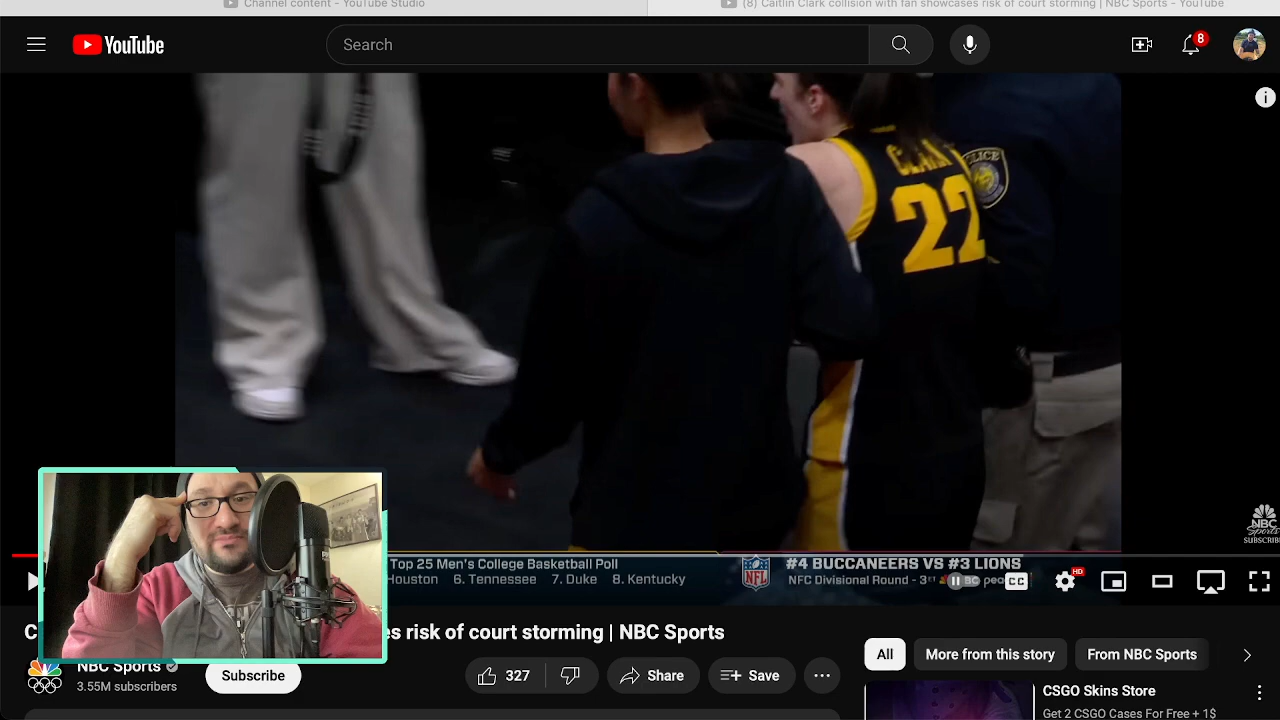 Channel content - YouTube Studio
(8) Caitlin Clark collision with fan showcases risk of court storming | NBC Sports - YouTube
YouTube
Search
8
CLARK
22
POLICE
NBC
Sports
SUBSCRIBE
Top 25 Men's College Basketball Poll
Houston 6. Tennessee 7. Duke 8. Kentucky
NFL
#4 BUCCANEERS VS #3 LIONS
NFC Divisional Round - 3
CC
HD
es risk of court storming | NBC Sports
NBC Sports
3.55M subscribers
Subscribe
327
Share
Save
All
More from this story
From NBC Sports
CSGO Skins Store
Get 2 CSGO Cases For Free + 1$